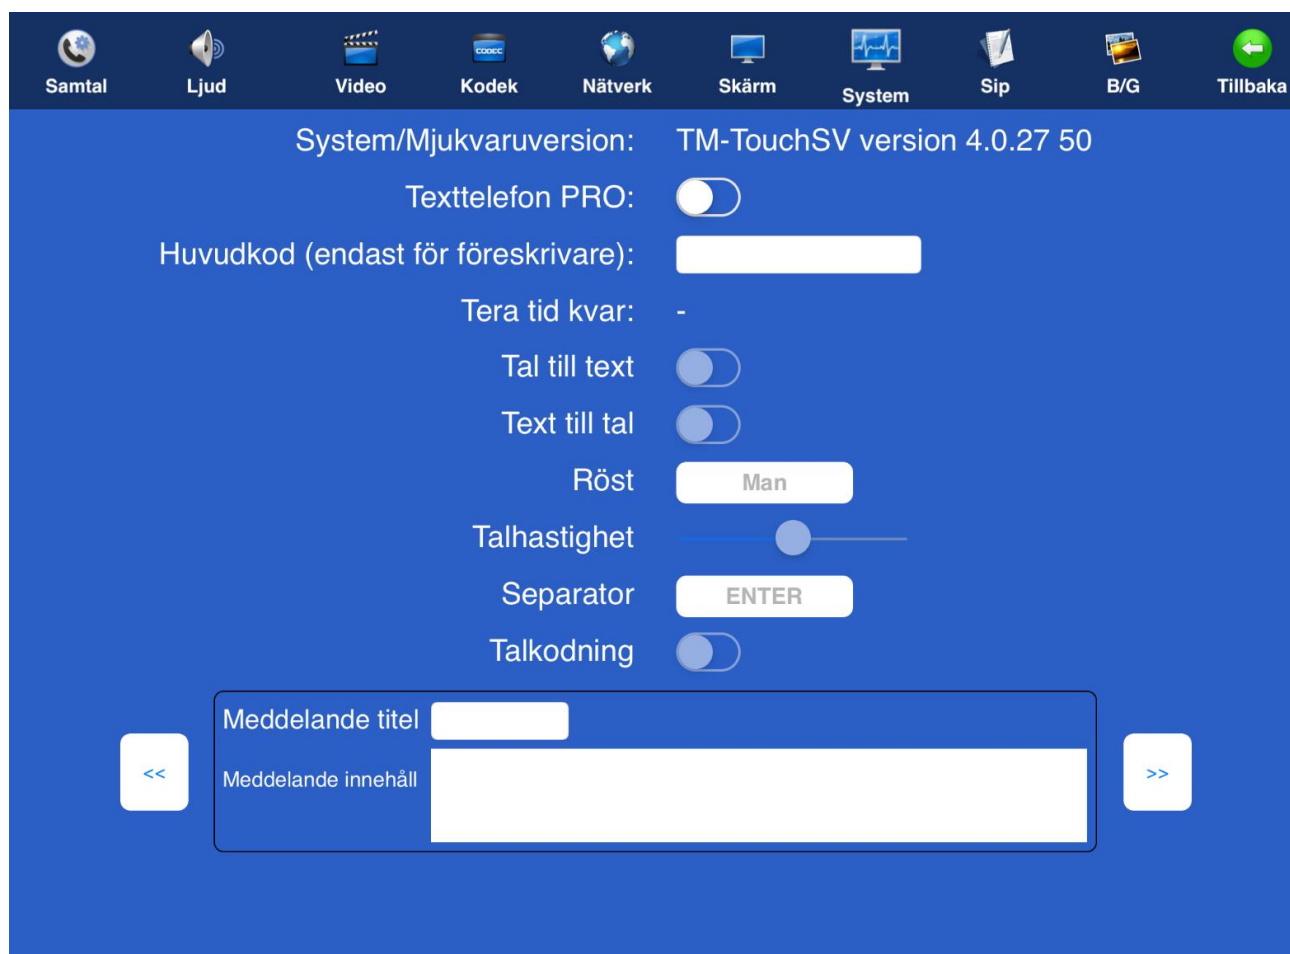 Samtal Ljud Video CODEC Kodek Nätverk Skärm System Sip B/G Tillbaka
System/Mjukvaruversion: TM-TouchSV version 4.0.27 50
Texttelefon PRO:
Huvudkod (endast för föreskrivare):
Tera tid kvar: -
Tal till text
Text till tal
Röst Man
Talhastighet
Separator ENTER
Talkodning
Meddelande titel
<< Meddelande innehåll >>